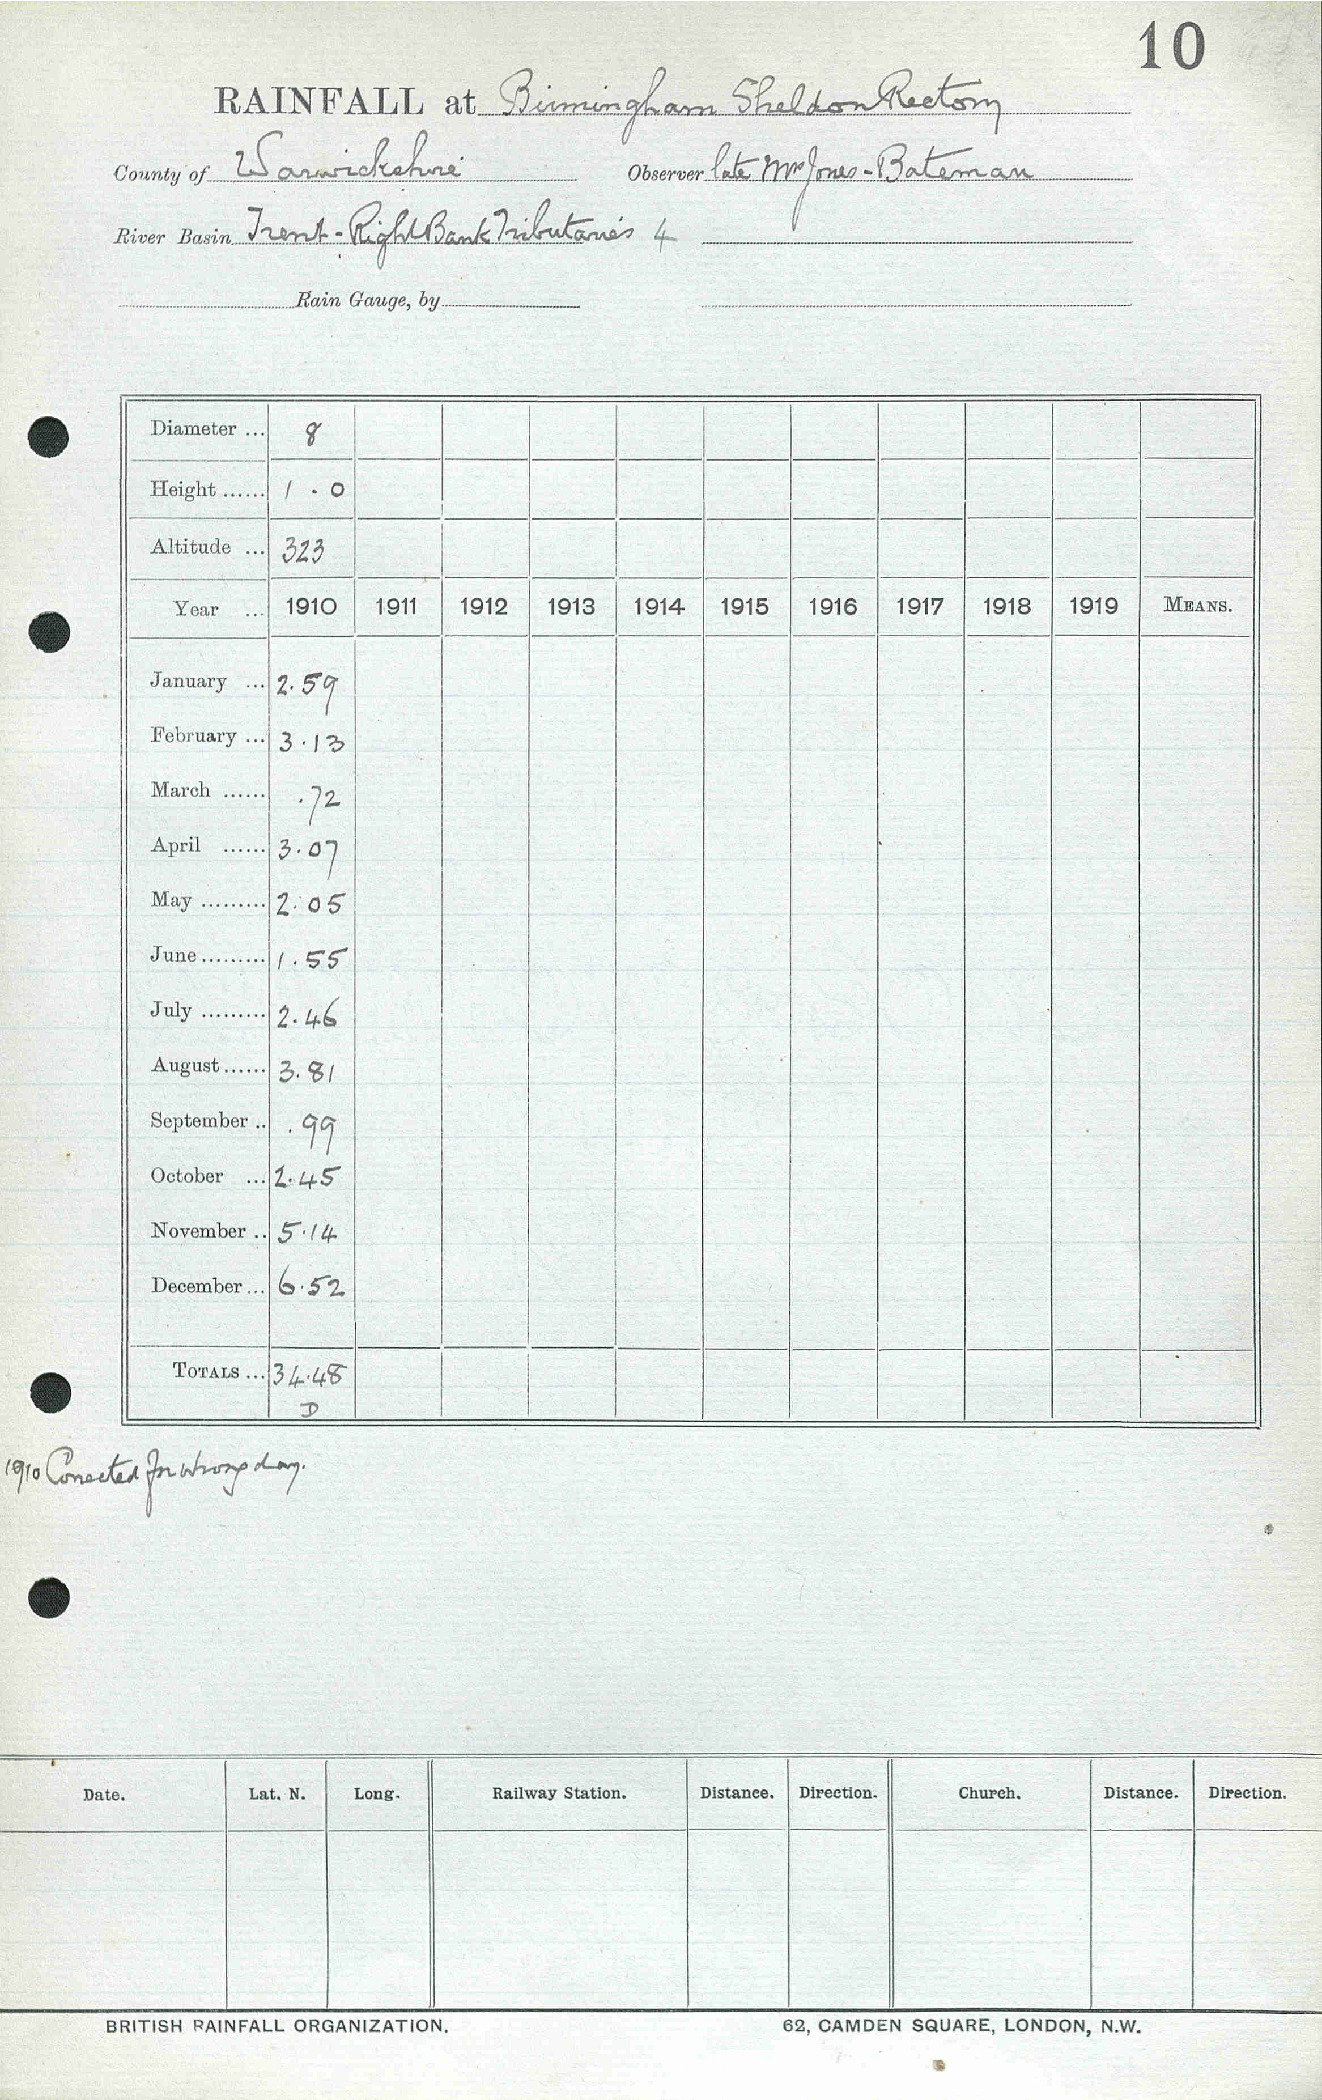 10
RAINFALL at Birmingham Sheldon Rectory
County of Warwickshire Observer late Mrs Jones-Bateman
River Basin Trent - Right Bank Tributaries 4
Rain Gauge, by
Diameter ... 8
Height ...... 1 . 0
Altitude ... 323
Year ... 1910 1911 1912 1913 1914 1915 1916 1917 1918 1919 MEANS.
January ... 2.59
February ... 3.13
March ...... .72
April ...... 3.07
May ......... 2.05
June ......... 1.55
July ......... 2.46
August ...... 3.81
September .. .99
October ... 2.45
November .. 5.14
December ... 6.52
TOTALS ... 34.48
D
1910 Corrected for wrong day.
Date. Lat. N. Long. Railway Station. Distance. Direction. Church. Distance. Direction.
BRITISH RAINFALL ORGANIZATION. 62, CAMDEN SQUARE, LONDON, N.W.